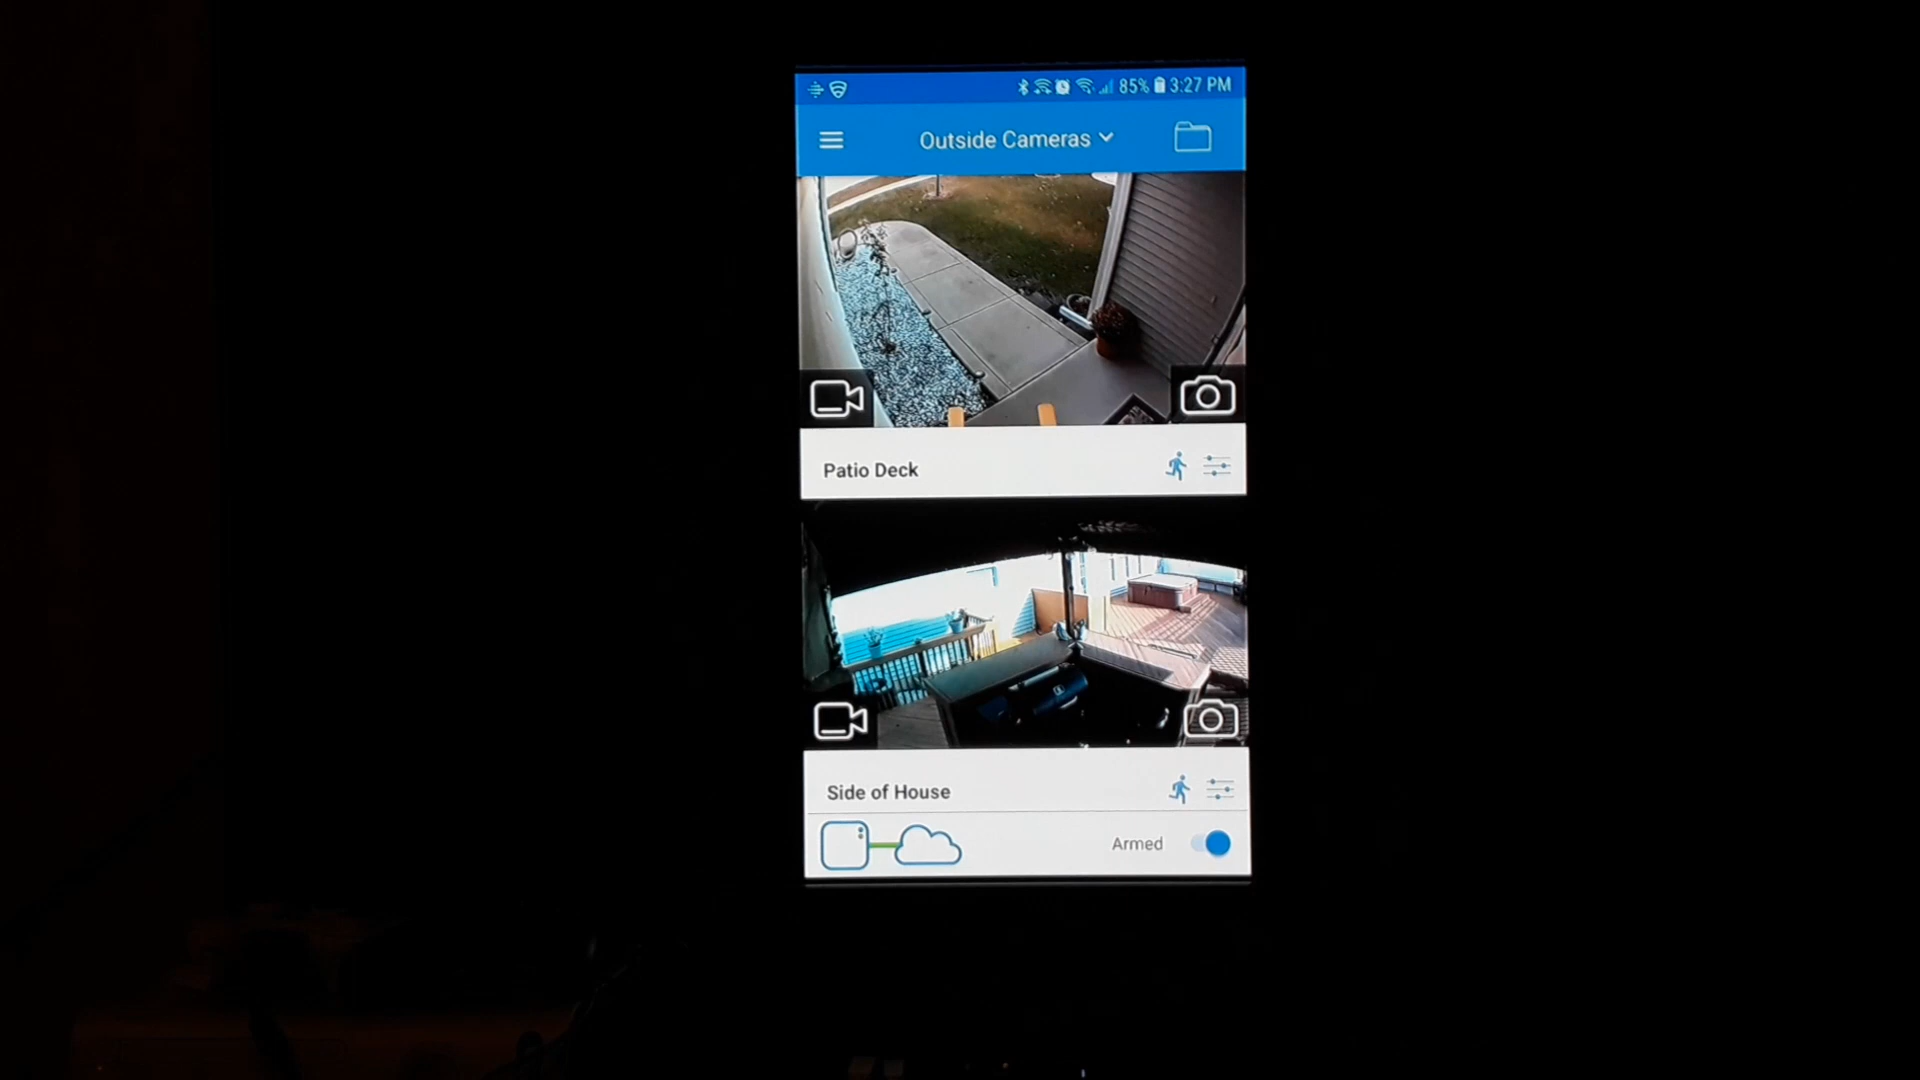 85% 3:27 PM
Outside Cameras
Patio Deck
Side of House
Armed